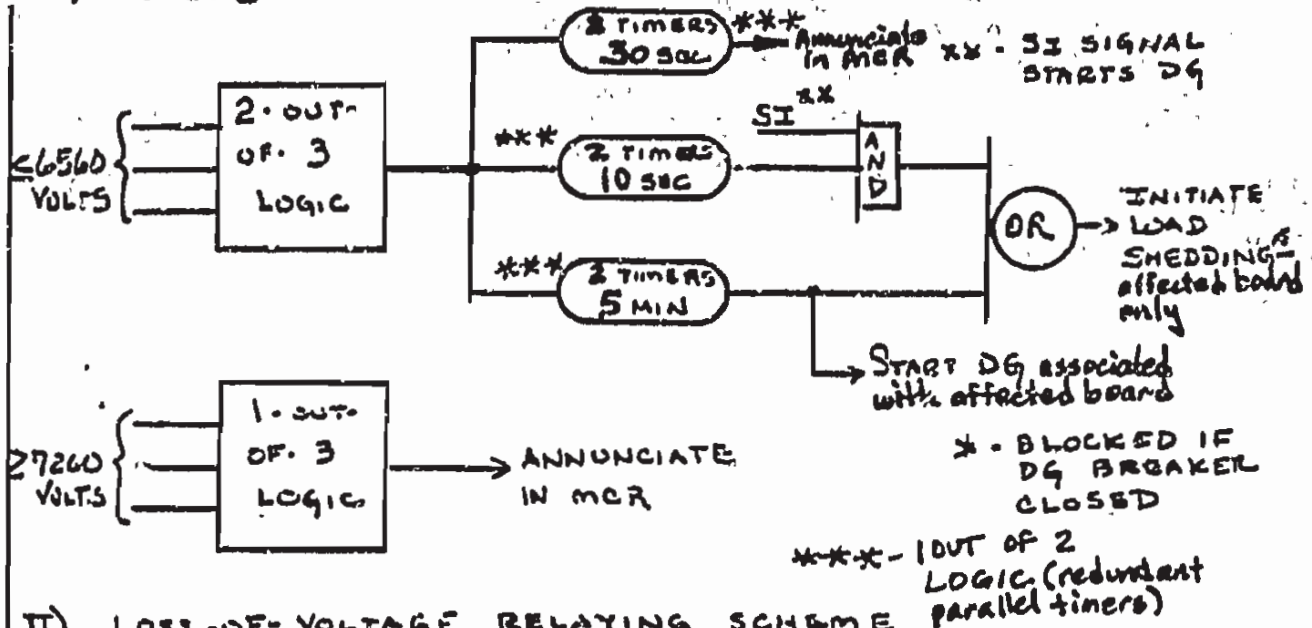 2 TIMERS ***
30 SEC
Annunciate
in MCR
** - SI SIGNAL
STARTS DG
2 - OUT-
OF - 3
LOGIC
≤6560
VOLTS
SI **
***
2 TIMERS
10 SEC
AND
OR
INITIATE
LOAD
SHEDDING *
affected board
only
***
2 TIMERS
5 MIN
START DG associated
with affected board
1 - OUT-
OF - 3
LOGIC
≥7260
VOLTS
ANNUNCIATE
IN MCR
* - BLOCKED IF
DG BREAKER
CLOSED
*** - 1 OUT OF 2
LOGIC (redundant
parallel timers)
II) LOSS-OF-VOLTAGE RELAYING SCHEME